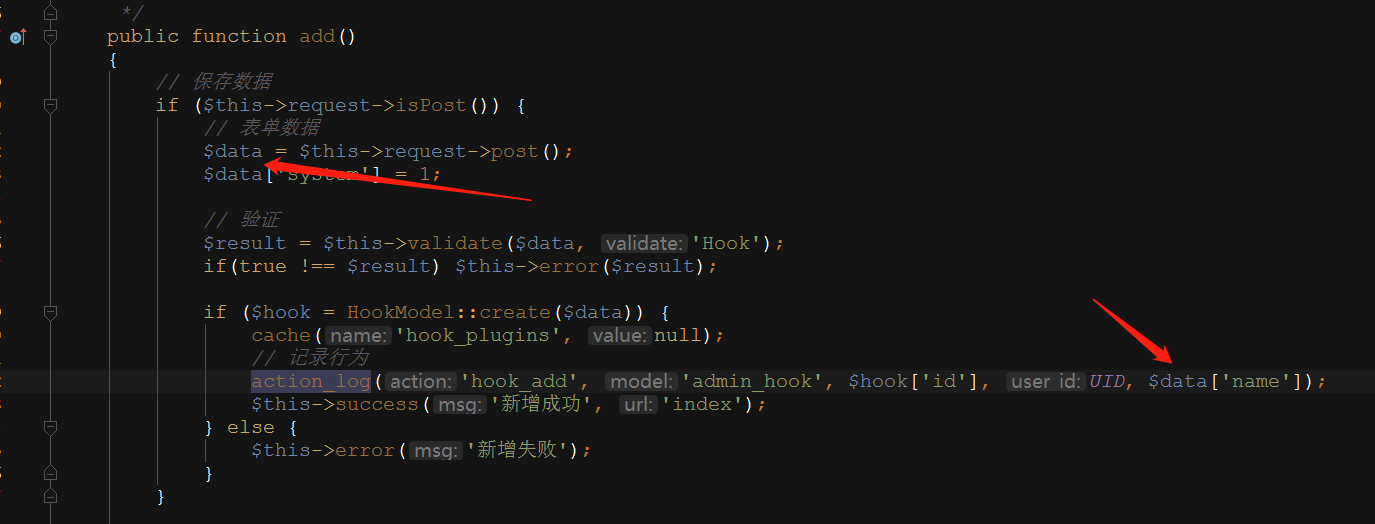 */
public function add()
{
// 保存数据
if ($this->request->isPost()) {
// 表单数据
$data = $this->request->post();
$data['system'] = 1;
// 验证
$result = $this->validate($data, validate: 'Hook');
if(true !== $result) $this->error($result);
if ($hook = HookModel::create($data)) {
cache( name: 'hook_plugins', value: null);
// 记录行为
action_log( action: 'hook_add', model: 'admin_hook', $hook['id'], user id: UID, $data['name']);
$this->success( msg: '新增成功', url: 'index');
} else {
$this->error( msg: '新增失败');
}
}